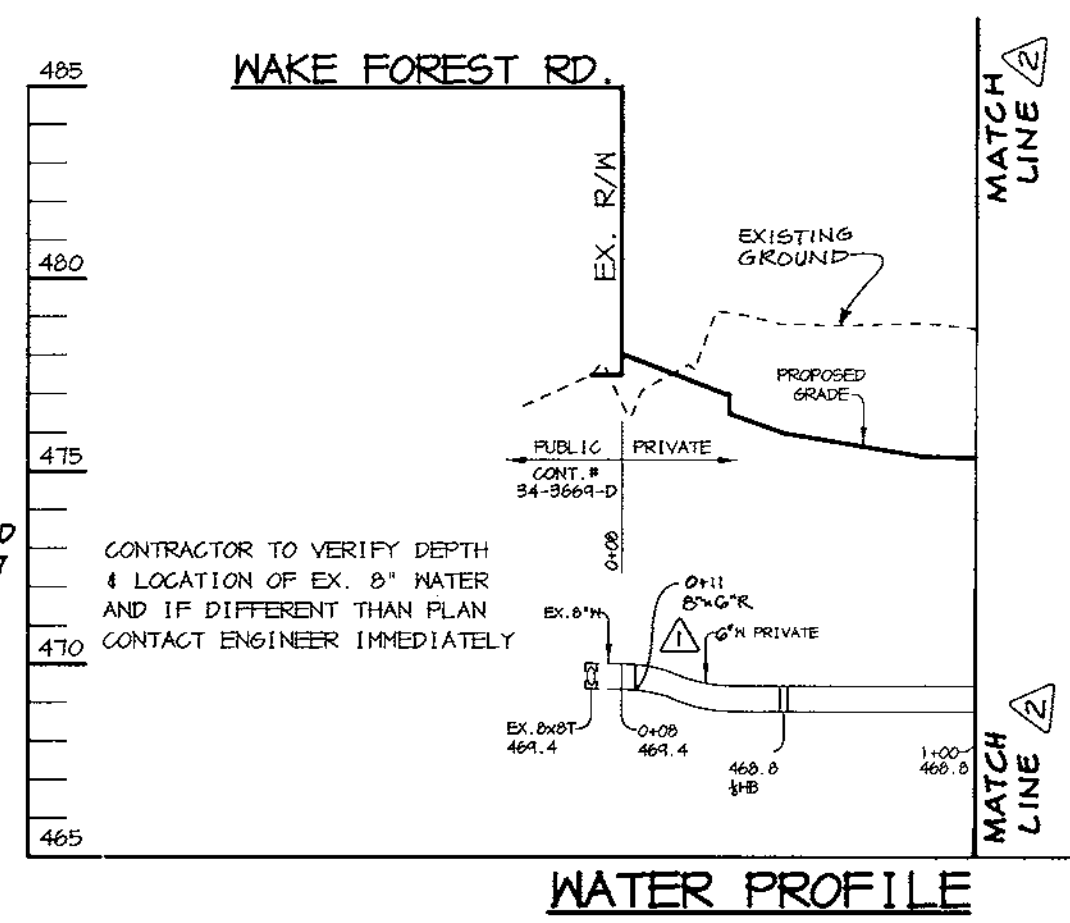 WAKE FOREST RD.
485
480
475
470
465
MATCH
LINE
2
EX. R/W
EXISTING
GROUND
PROPOSED
GRADE
PUBLIC PRIVATE
CONT.#
34-3669-D
0+08
CONTRACTOR TO VERIFY DEPTH
& LOCATION OF EX. 8" WATER
AND IF DIFFERENT THAN PLAN
CONTACT ENGINEER IMMEDIATELY
EX.8"W
0+11
8"x6"R
1
6"W PRIVATE
EX.8x8T
469.4
0+08
469.4
468.8
⅛HB
1+00
468.8
MATCH
LINE
2
WATER PROFILE